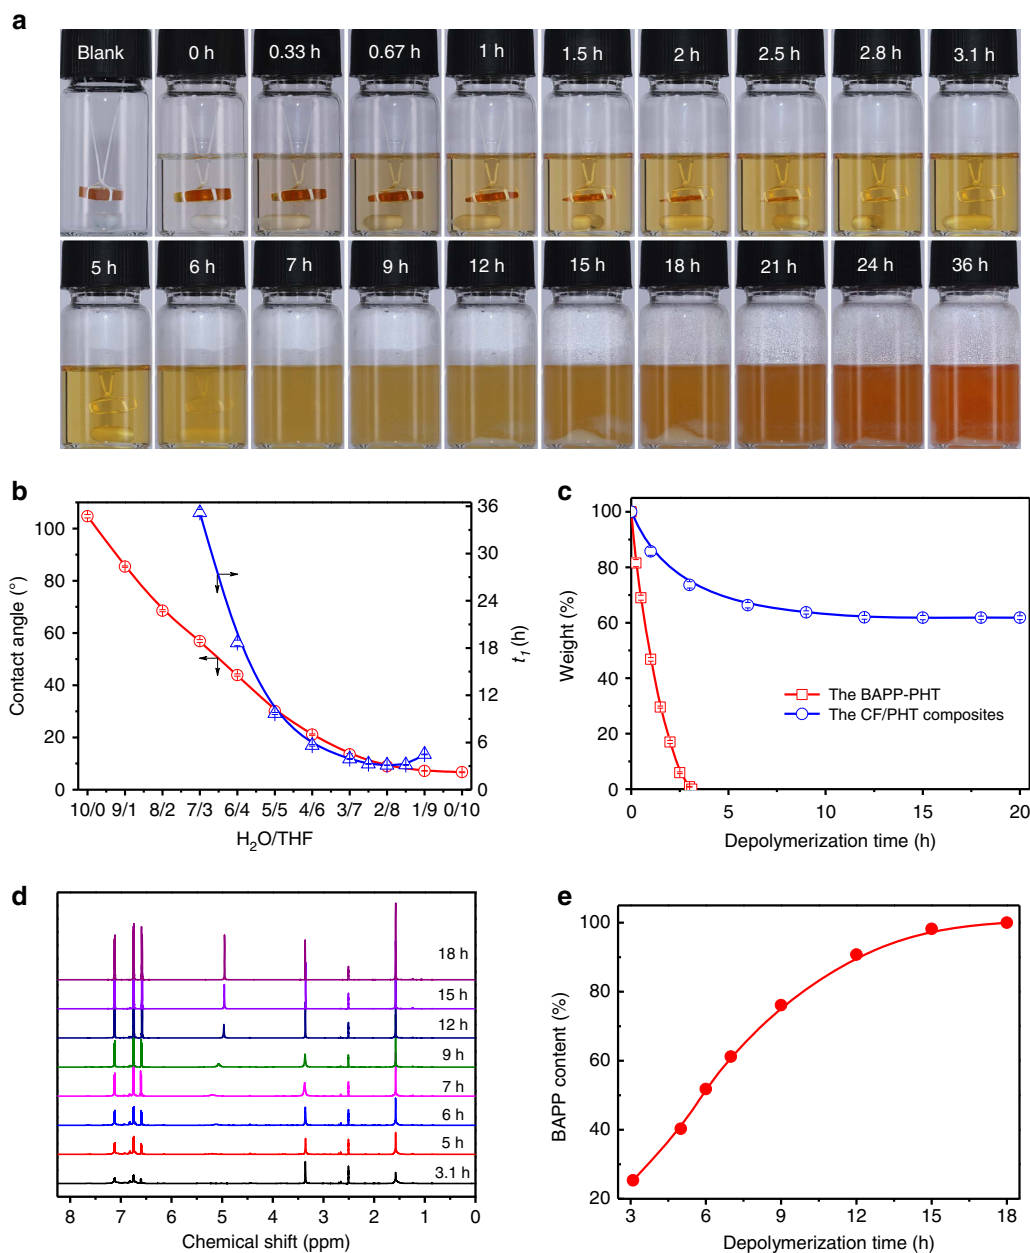 a
Blank 0 h 0.33 h 0.67 h 1 h 1.5 h 2 h 2.5 h 2.8 h 3.1 h
5 h 6 h 7 h 9 h 12 h 15 h 18 h 21 h 24 h 36 h
b
Contact angle (°)
100
80
60
40
20
0
36
30
24
18
12
6
0
t1 (h)
10/0 9/1 8/2 7/3 6/4 5/5 4/6 3/7 2/8 1/9 0/10
H2O/THF
c
Weight (%)
100
80
60
40
20
0
The BAPP-PHT
The CF/PHT composites
0 5 10 15 20
Depolymerization time (h)
d
18 h
15 h
12 h
9 h
7 h
6 h
5 h
3.1 h
8 7 6 5 4 3 2 1 0
Chemical shift (ppm)
e
BAPP content (%)
100
80
60
40
20
3 6 9 12 15 18
Depolymerization time (h)